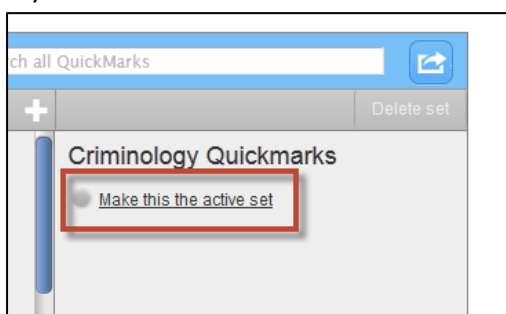 ch all QuickMarks
Delete set
Criminology Quickmarks
Make this the active set